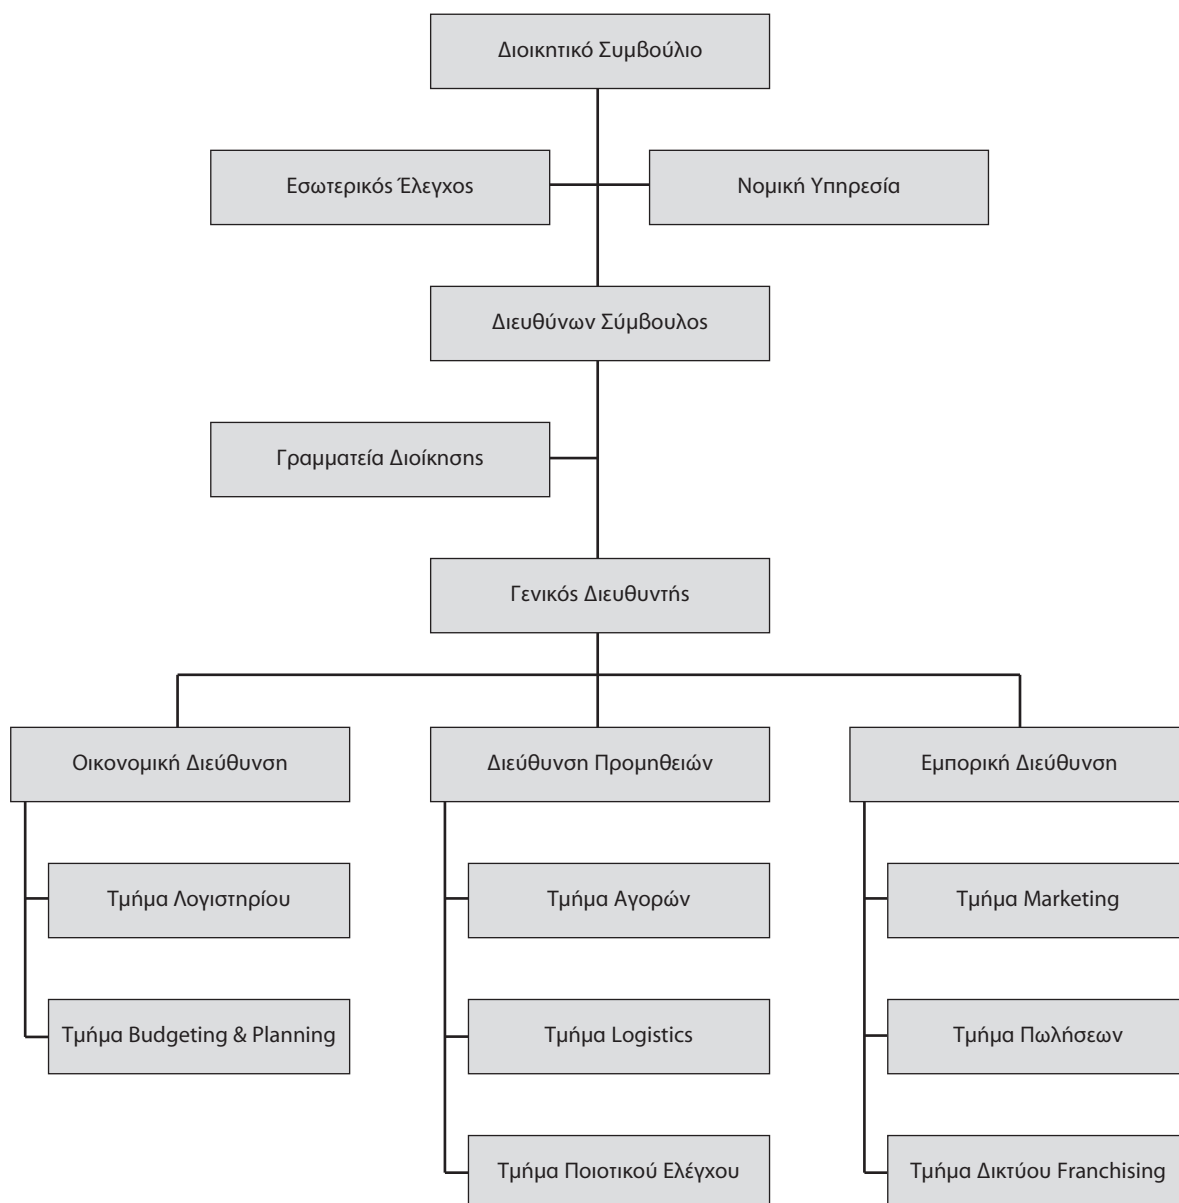 Διοικητικό Συμβούλιο
Εσωτερικός Έλεγχος
Νομική Υπηρεσία
Διευθύνων Σύμβουλος
Γραμματεία Διοίκησης
Γενικός Διευθυντής
Οικονομική Διεύθυνση
Διεύθυνση Προμηθειών
Εμπορική Διεύθυνση
Τμήμα Λογιστηρίου
Τμήμα Αγορών
Τμήμα Marketing
Τμήμα Budgeting & Planning
Τμήμα Logistics
Τμήμα Πωλήσεων
Τμήμα Ποιοτικού Ελέγχου
Τμήμα Δικτύου Franchising